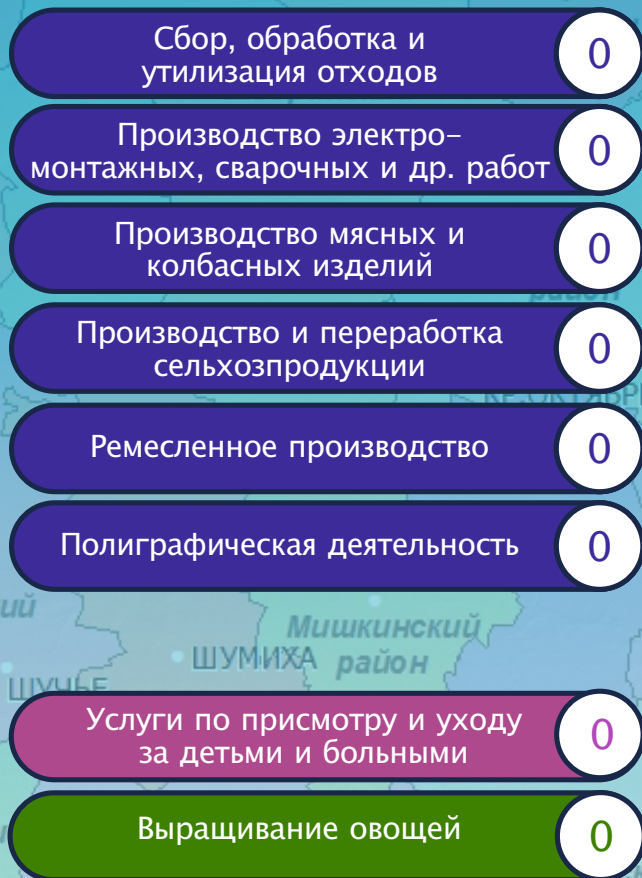 Сбор, обработка и
утилизация отходов
0
Производство электро-
монтажных, сварочных и др. работ
0
Производство мясных и
колбасных изделий
0
район
Производство и переработка
сельхозпродукции
0
Ремесленное производство
0
Полиграфическая деятельность
0
Мишкинский
ШУМИХА
район
ЩУЧЬЕ
Услуги по присмотру и уходу
за детьми и больными
0
Выращивание овощей
0